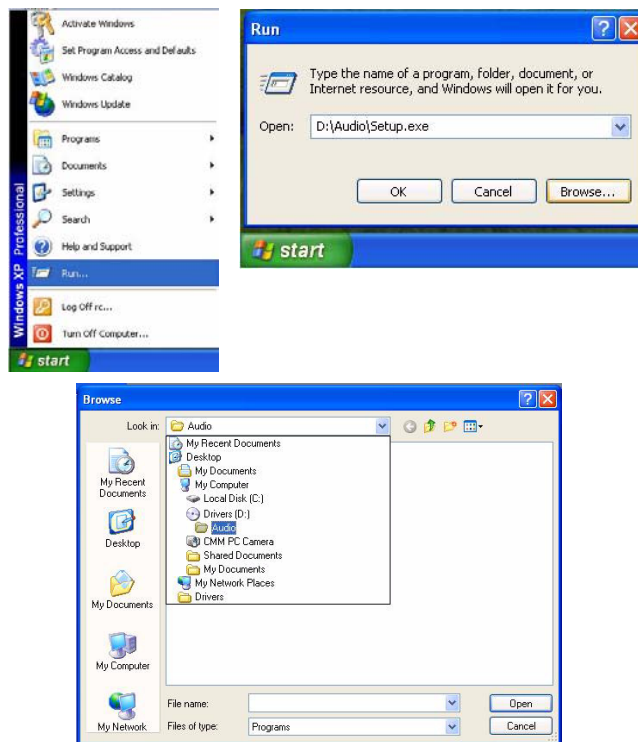 Activate Windows
Set Program Access and Defaults
Windows Catalog
Windows Update
Programs
Documents
Settings
Search
Help and Support
Run...
Log Off rc...
Turn Off Computer...
Windows XP Professional
start
Run
Type the name of a program, folder, document, or
Internet resource, and Windows will open it for you.
Open: D:\Audio\Setup.exe
OK Cancel Browse...
start
Browse
Look in: Audio
My Recent Documents
Desktop
My Documents
My Computer
Local Disk (C:)
Drivers (D:)
Audio
CMM PC Camera
Shared Documents
My Documents
My Network Places
Drivers
My Recent
Documents
Desktop
My Documents
My Computer
My Network
File name: Open
Files of type: Programs Cancel